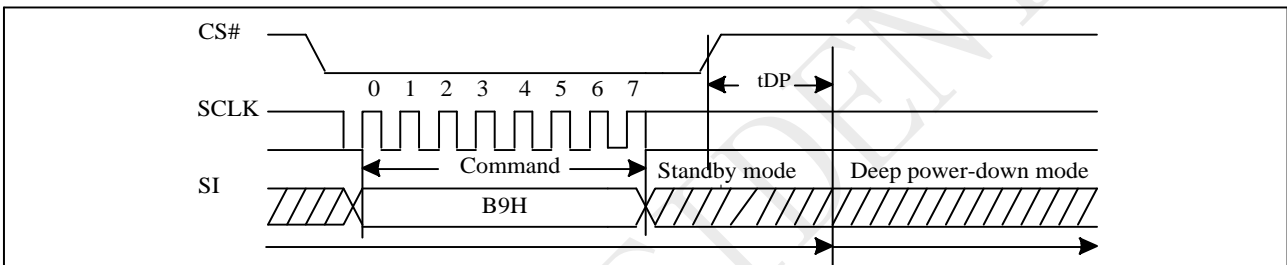 CS#
tDP
0 1 2 3 4 5 6 7
SCLK
Command
Standby mode
Deep power-down mode
SI
B9H